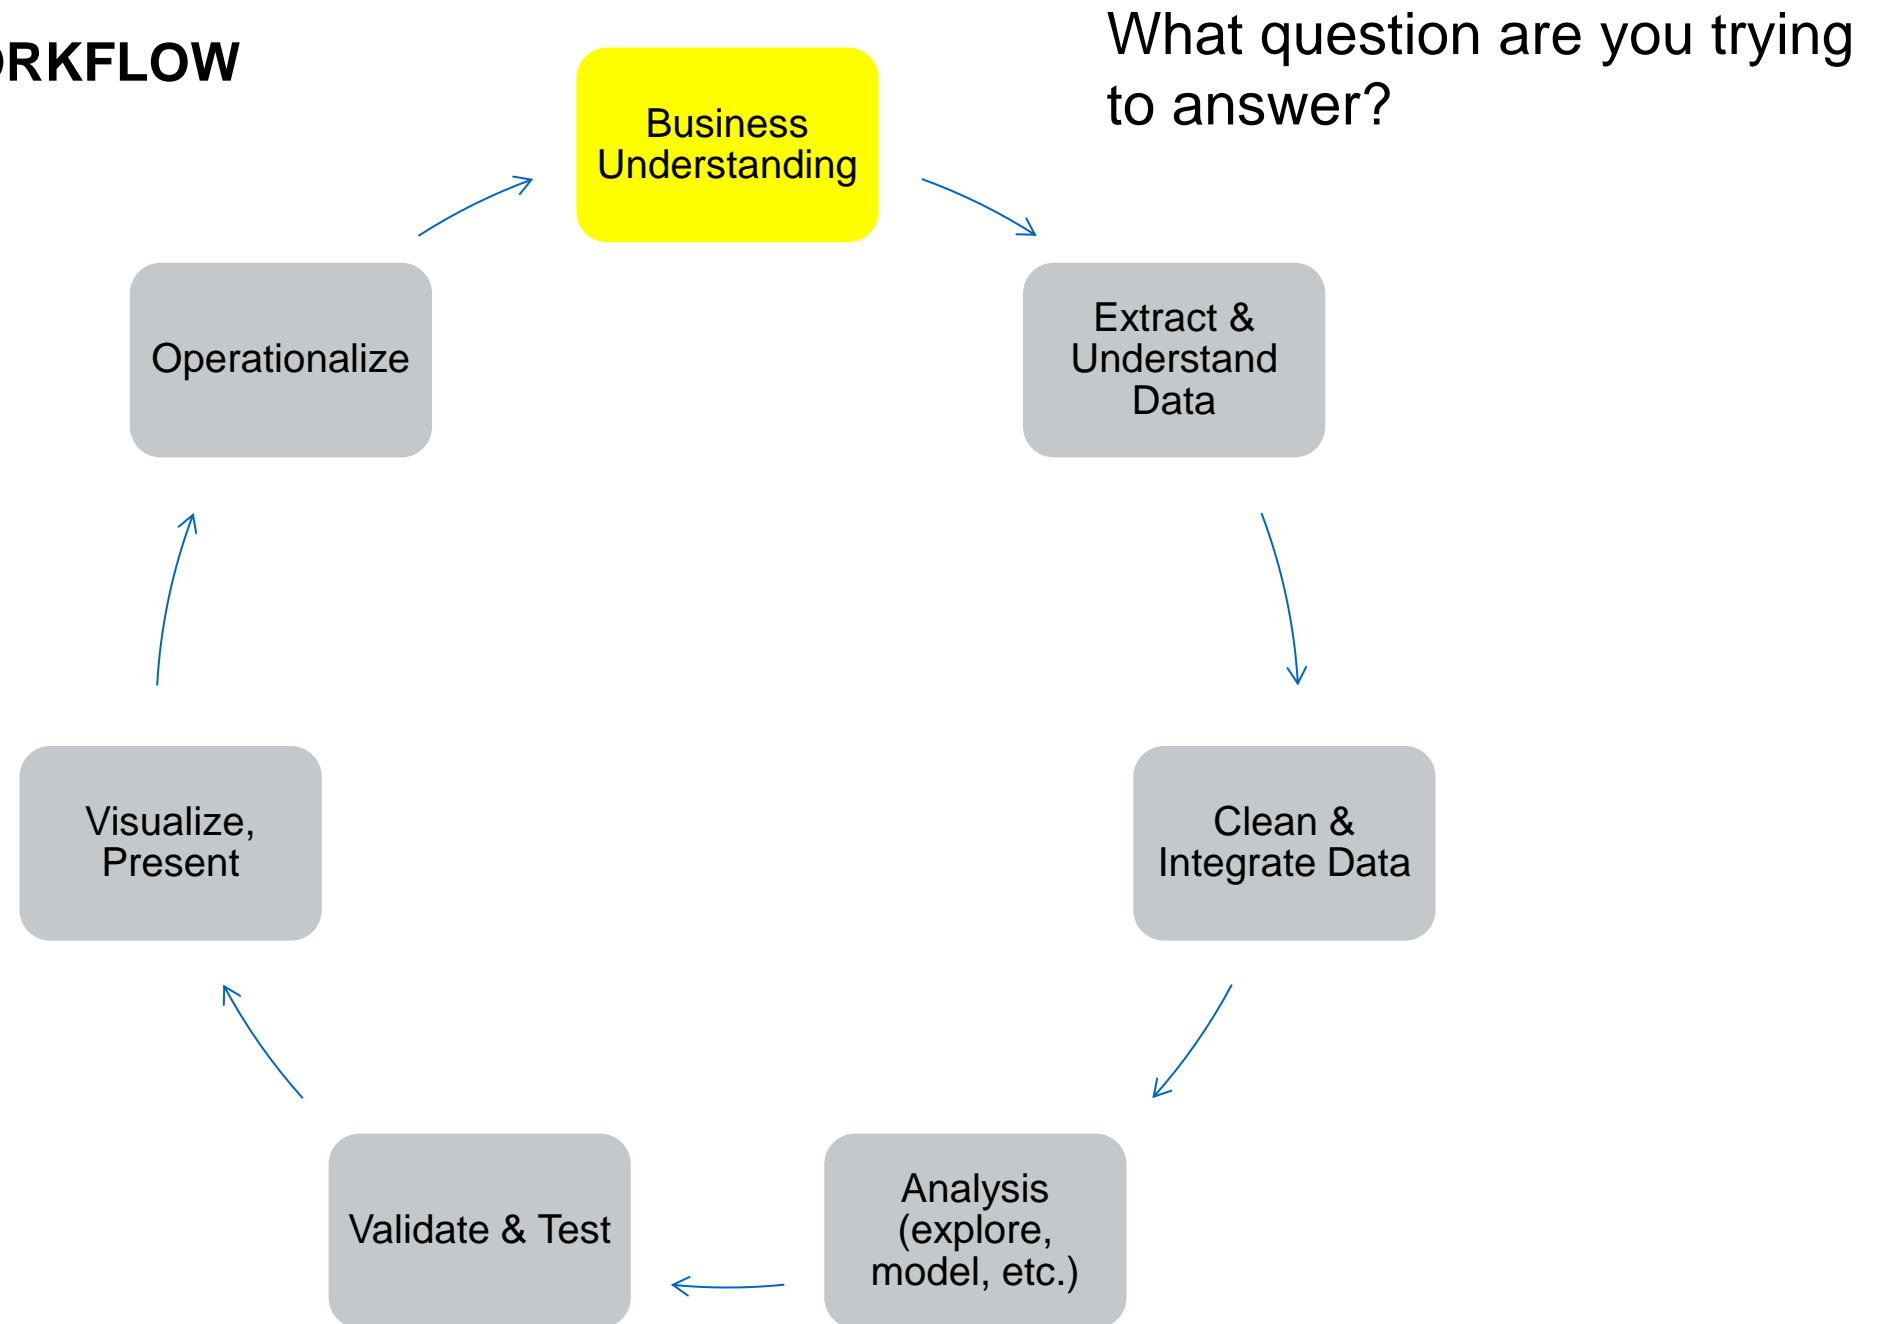 ORKFLOW
What question are you trying
to answer?
Business
Understanding
Extract &
Understand
Data
Clean &
Integrate Data
Analysis
(explore,
model, etc.)
Validate & Test
Visualize,
Present
Operationalize